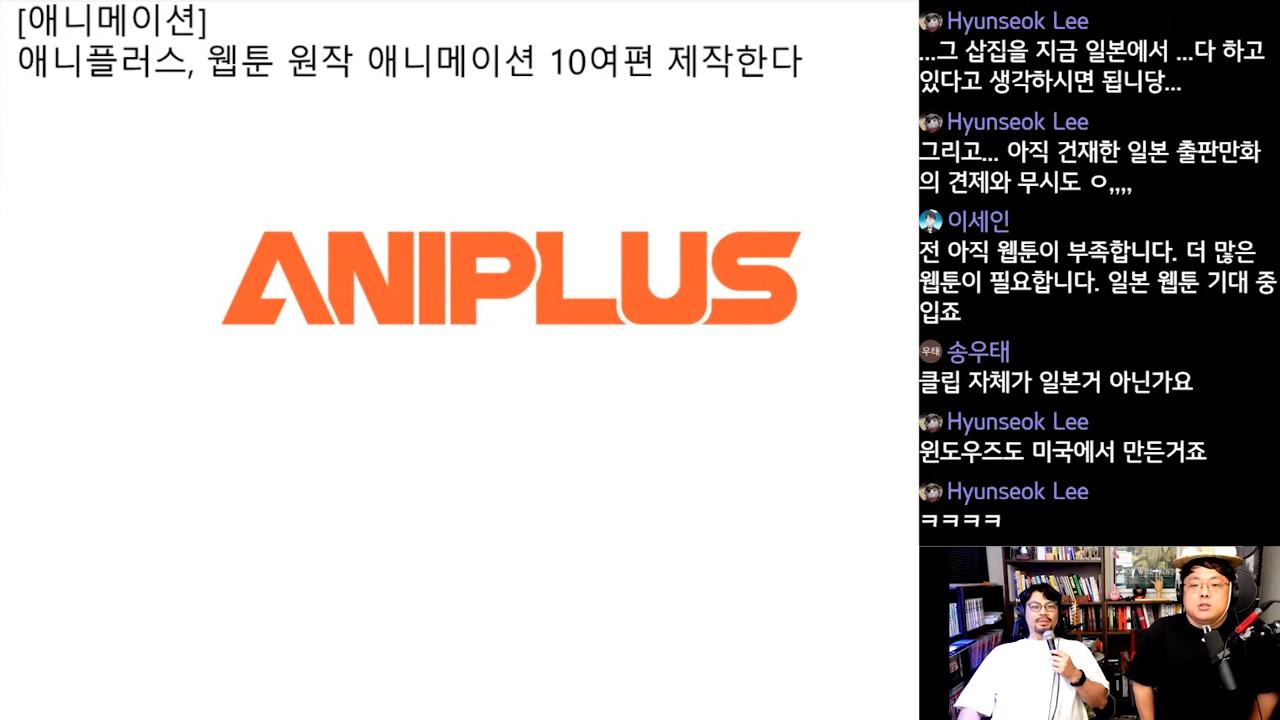 [애니메이션]
애니플러스, 웹툰 원작 애니메이션 10여편 제작한다
ANIPLUS
Hyunseok Lee
...그 삽집을 지금 일본에서 ...다 하고
있다고 생각하시면 됩니당...
Hyunseok Lee
그리고... 아직 건재한 일본 출판만화
의 견제와 무시도 ㅇ,,,,
이세인
전 아직 웹툰이 부족합니다. 더 많은
웹툰이 필요합니다. 일본 웹툰 기대 중
입죠
우태 송우태
클립 자체가 일본거 아닌가요
Hyunseok Lee
윈도우즈도 미국에서 만든거죠
Hyunseok Lee
ㅋㅋㅋㅋ